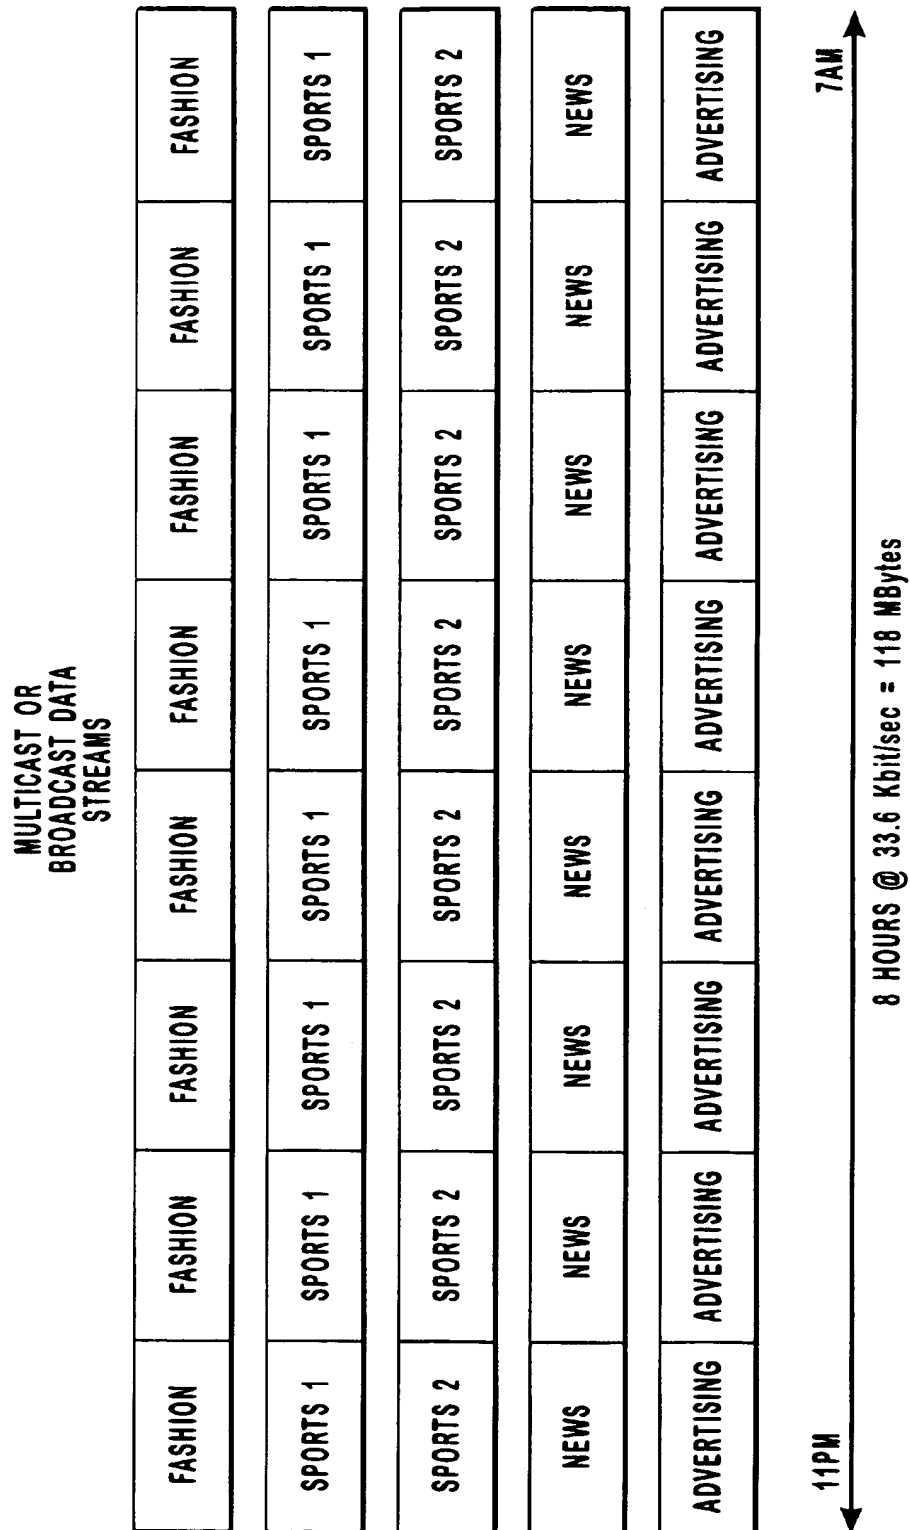 MULTICAST OR
BROADCAST DATA
STREAMS
FASHION FASHION FASHION FASHION FASHION FASHION FASHION FASHION
SPORTS 1 SPORTS 1 SPORTS 1 SPORTS 1 SPORTS 1 SPORTS 1 SPORTS 1 SPORTS 1
SPORTS 2 SPORTS 2 SPORTS 2 SPORTS 2 SPORTS 2 SPORTS 2 SPORTS 2 SPORTS 2
NEWS NEWS NEWS NEWS NEWS NEWS NEWS NEWS
ADVERTISING ADVERTISING ADVERTISING ADVERTISING ADVERTISING ADVERTISING ADVERTISING ADVERTISING
11PM 7AM
8 HOURS @ 33.6 Kbit/sec = 118 MBytes